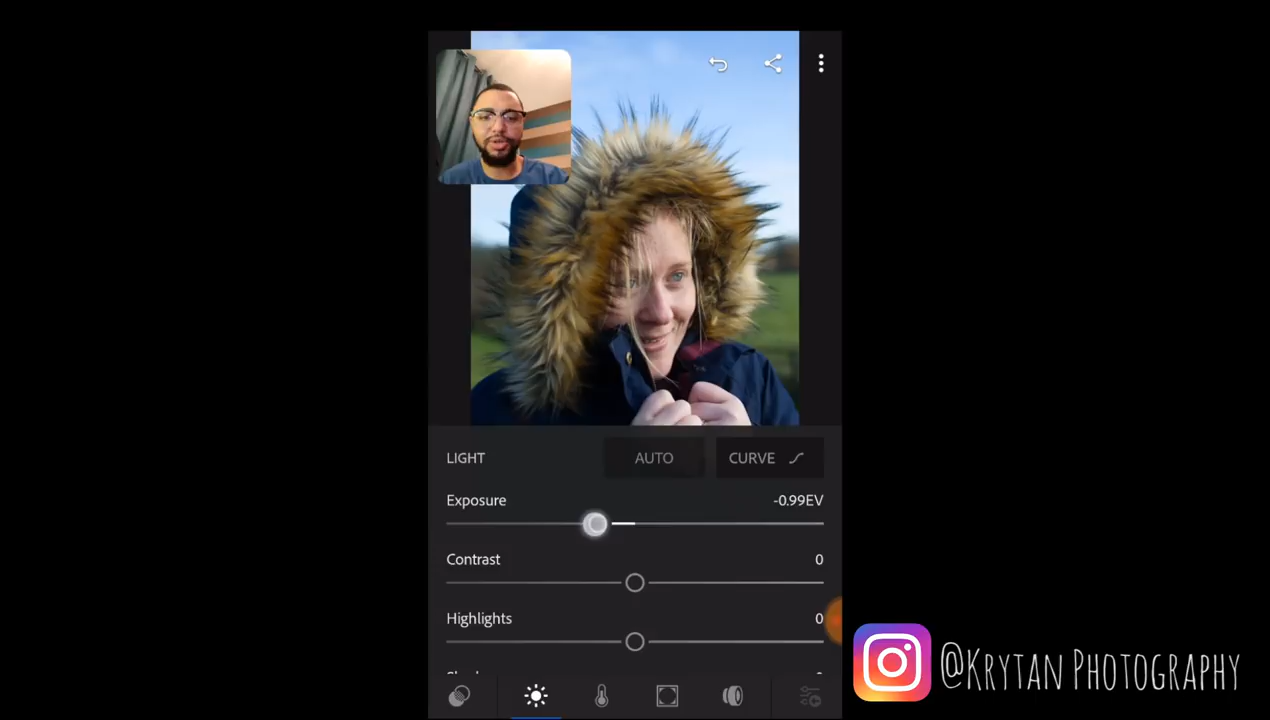 LIGHT
AUTO
CURVE
Exposure
-0.99EV
Contrast
0
Highlights
0
@Krytan Photography